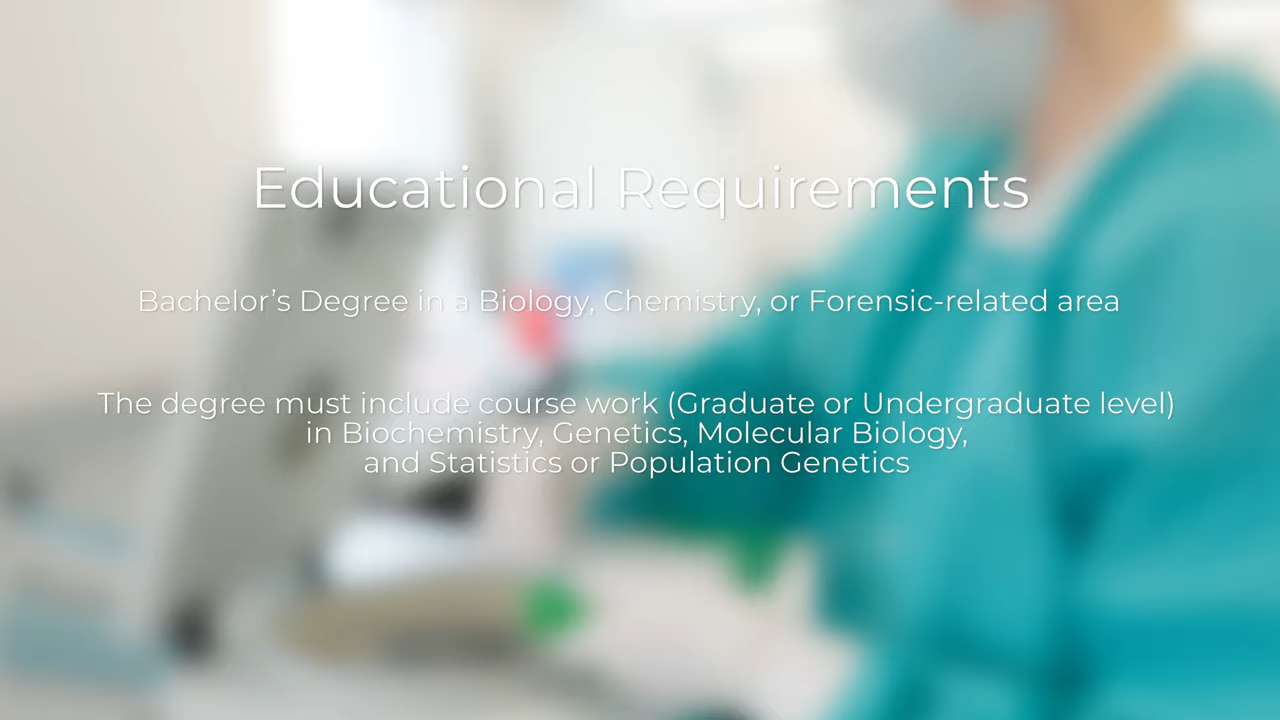 Educational Requirements
Bachelor’s Degree in a Biology, Chemistry, or Forensic-related area
The degree must include course work (Graduate or Undergraduate level)
in Biochemistry, Genetics, Molecular Biology,
and Statistics or Population Genetics